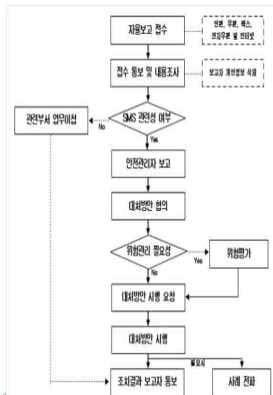 자율보고 접수
인편, 우편, 팩스,
전자우편 및 인터넷
접수 통보 및 내용조사
보고자 개인정보 삭제
SMS 관련성 여부
관련부서 업무이첩
No
Yes
안전관리자 보고
대처방안 협의
위험관리 필요성
Yes
위험평가
No
대처방안 시행 요청
대처방안 시행
필요시
조치결과 보고자 통보
사례 전파